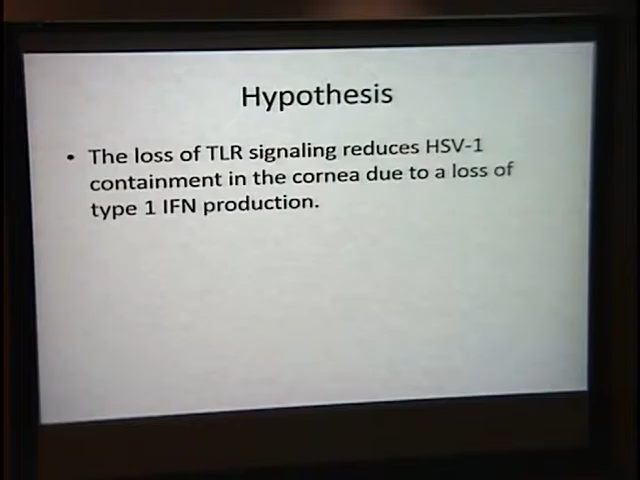 Hypothesis
• The loss of TLR signaling reduces HSV-1
containment in the cornea due to a loss of
type 1 IFN production.